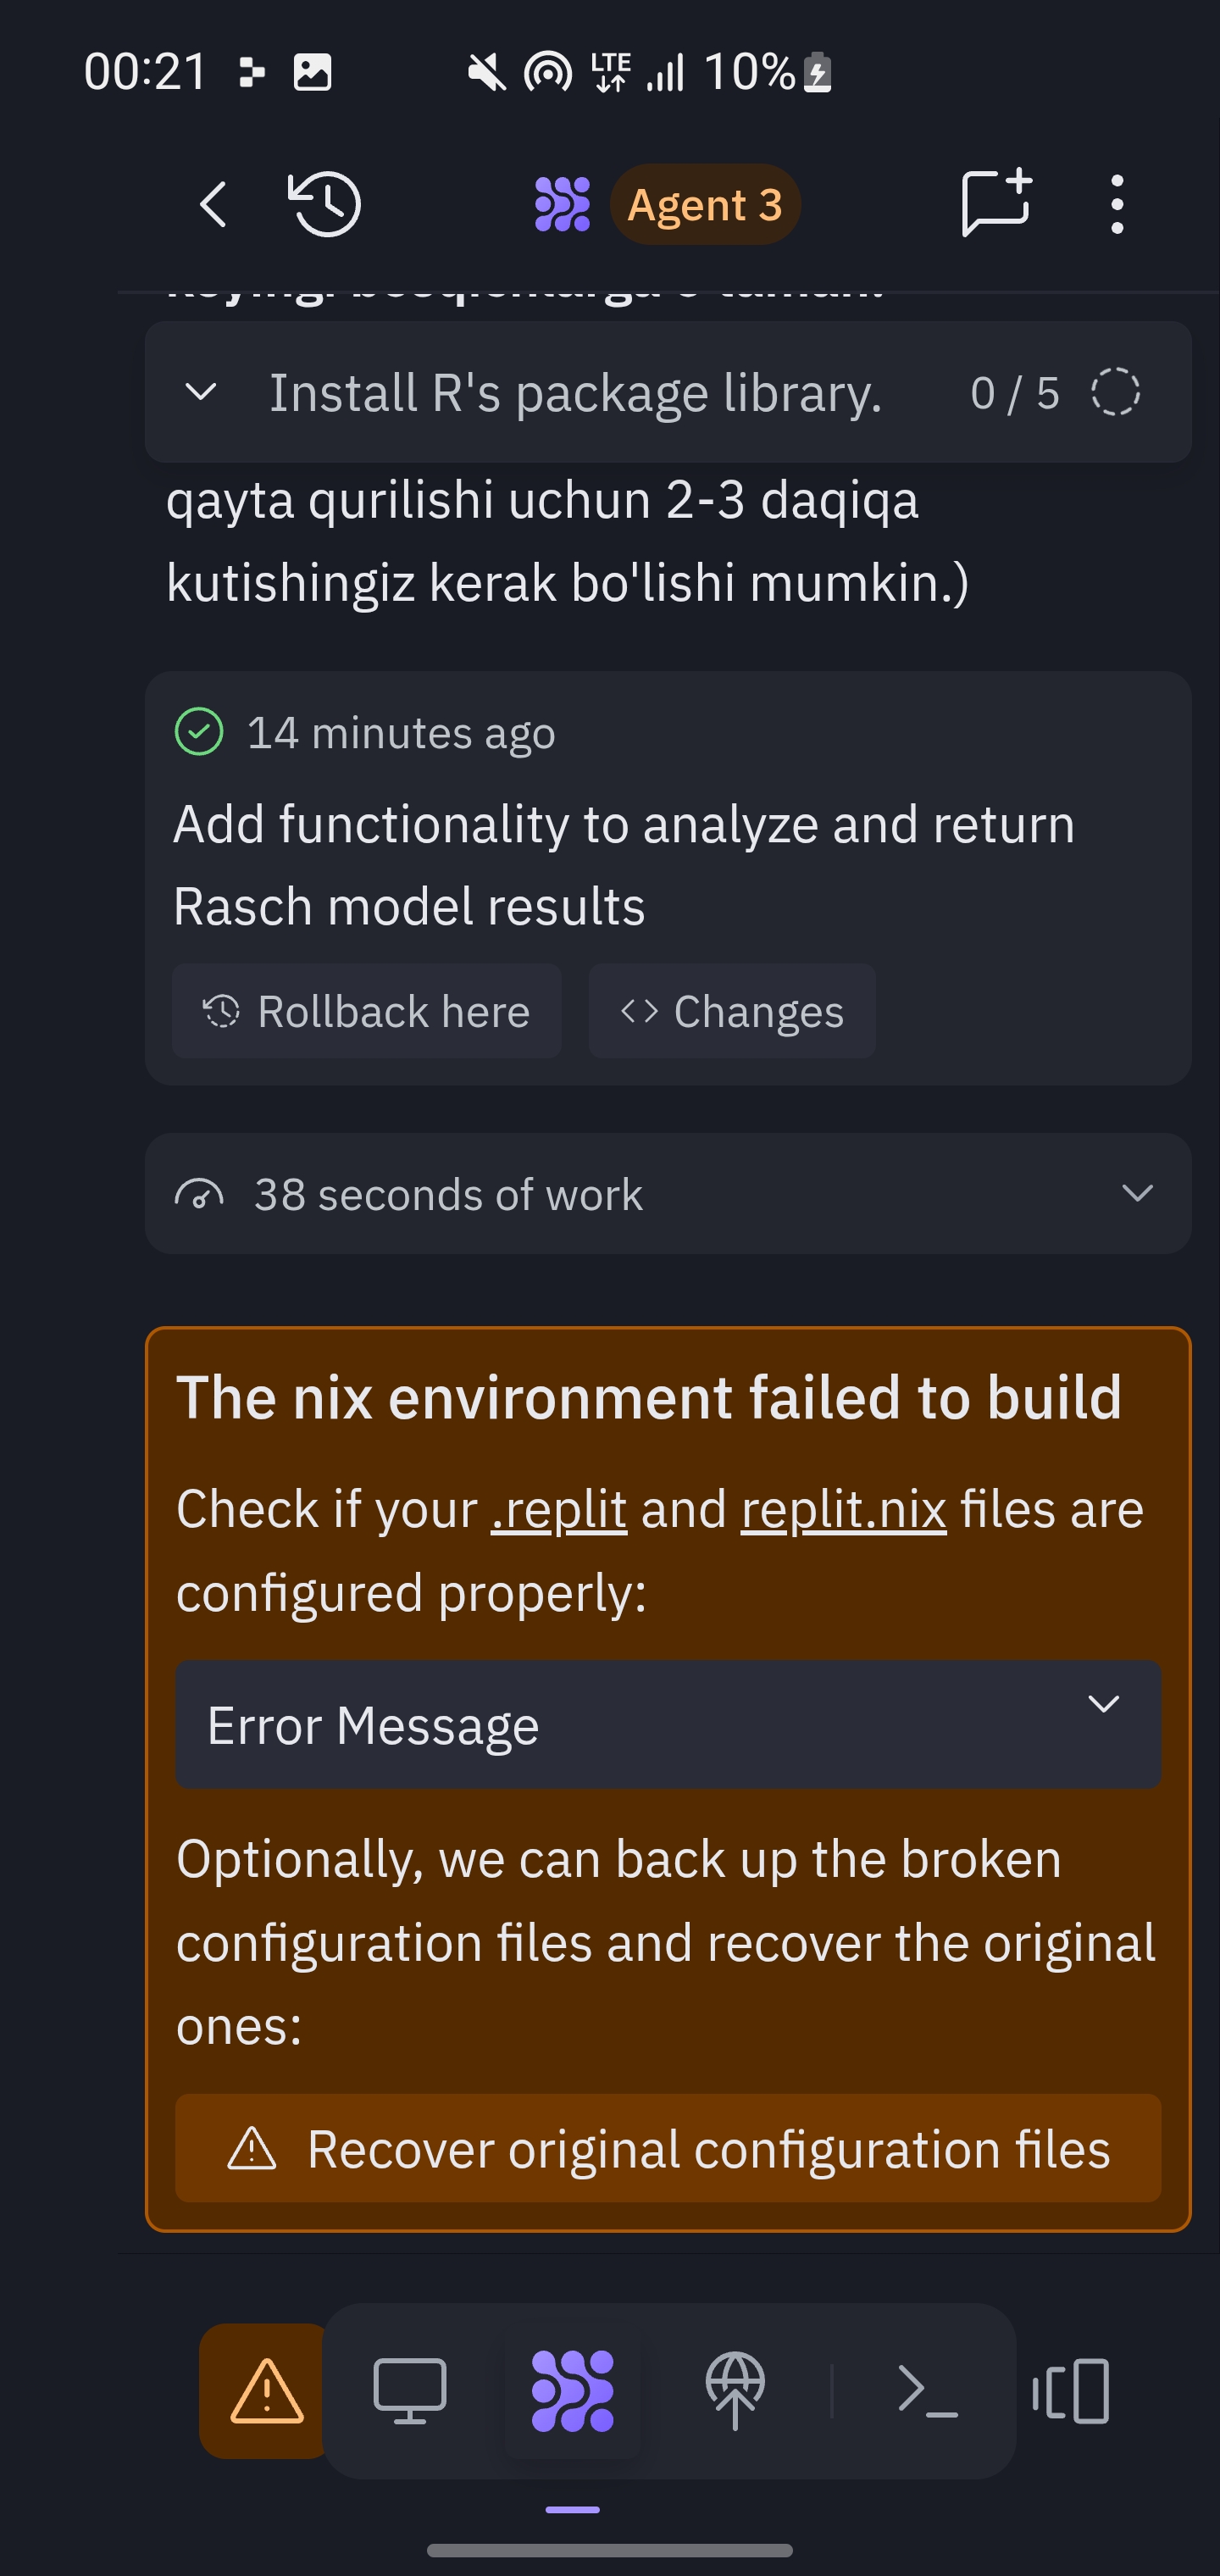 00:21
LTE
10%
Agent 3
Install R's package library.
0 / 5
qayta qurilishi uchun 2-3 daqiqa
kutishingiz kerak bo'lishi mumkin.)
14 minutes ago
Add functionality to analyze and return
Rasch model results
Rollback here
Changes
38 seconds of work
The nix environment failed to build
Check if your .replit and replit.nix files are
configured properly:
Error Message
Optionally, we can back up the broken
configuration files and recover the original
ones:
Recover original configuration files